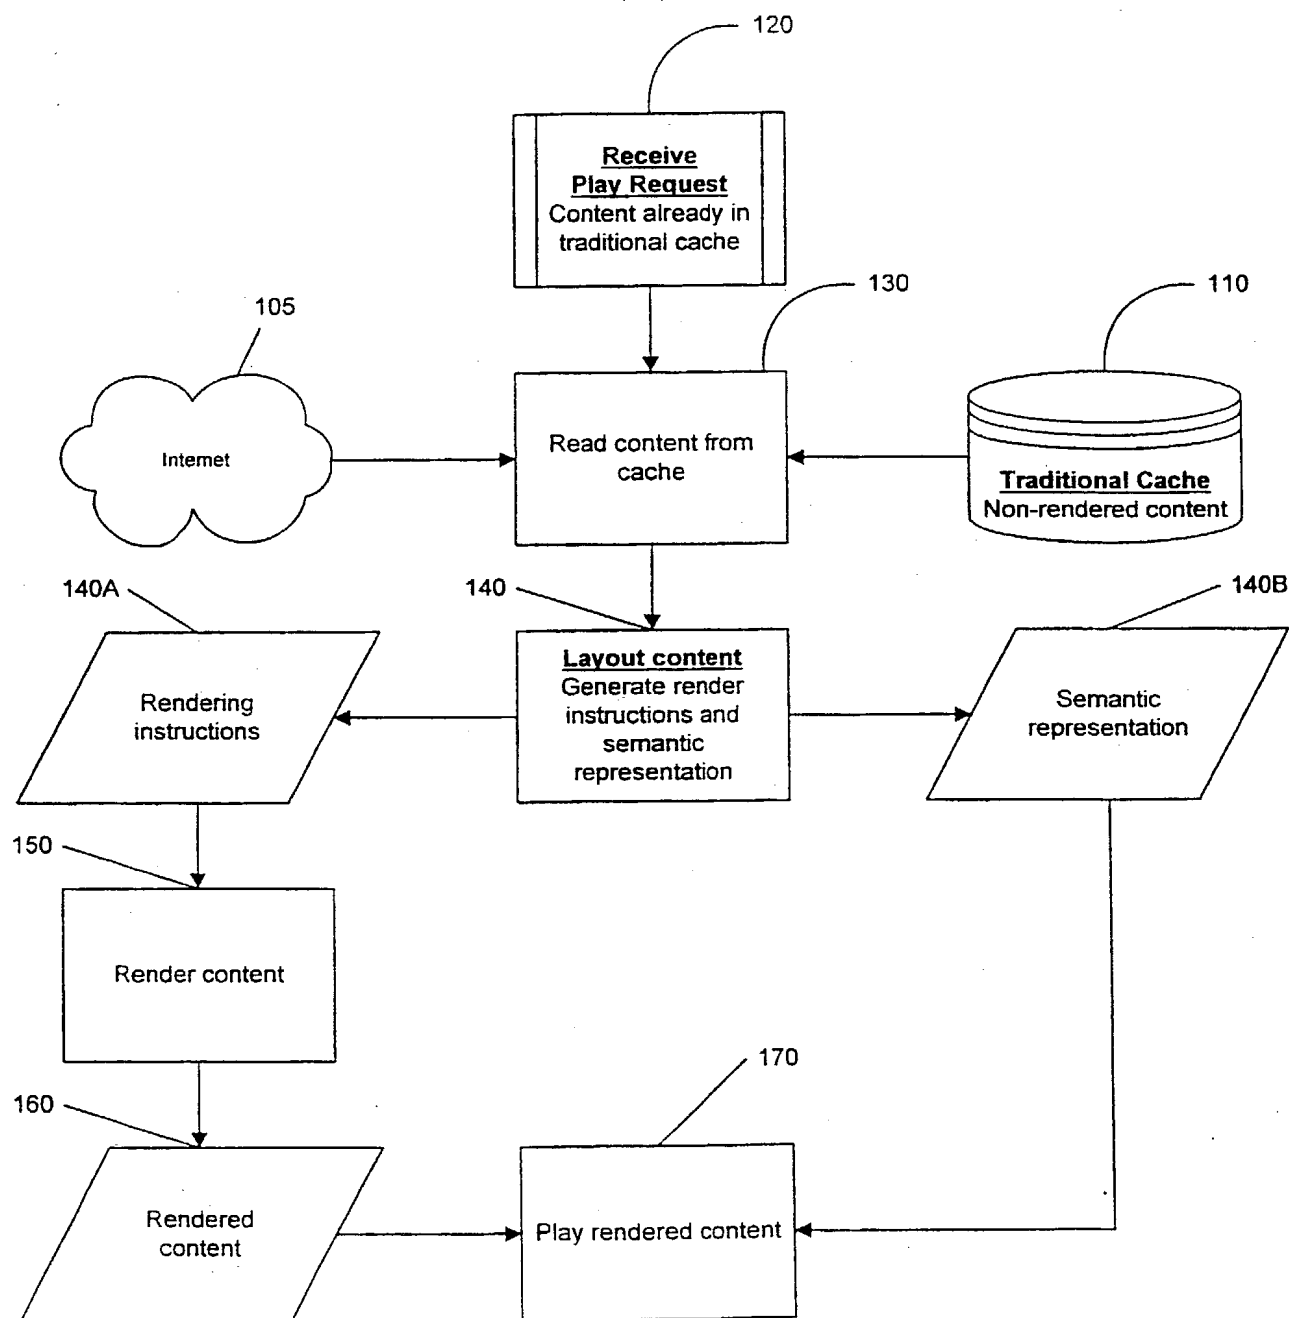 120
Receive
Play Request
Content already in
traditional cache
105
130
110
Internet
Read content from
cache
Traditional Cache
Non-rendered content
140A
140
140B
Rendering
instructions
Layout content
Generate render
instructions and
semantic
representation
Semantic
representation
150
Render content
160
170
Rendered
content
Play rendered content